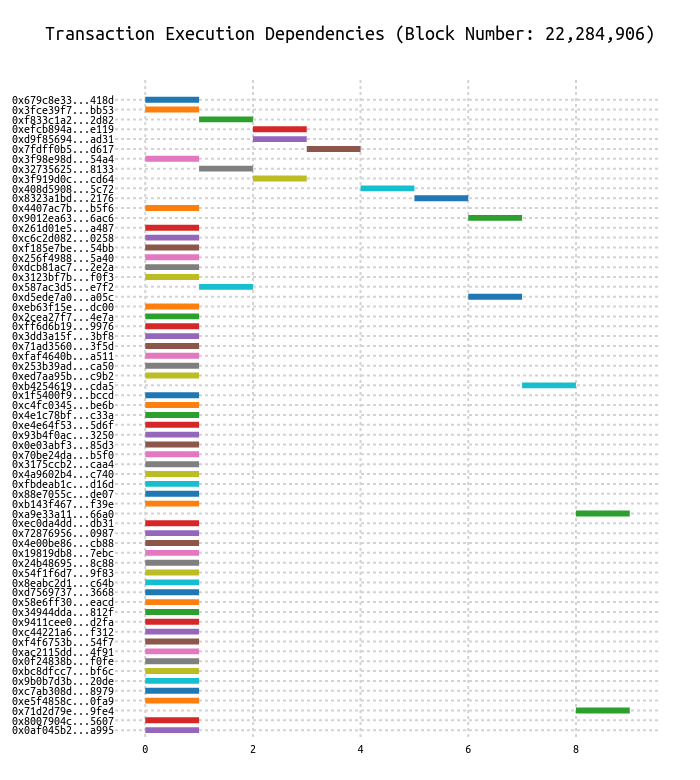 Transaction Execution Dependencies (Block Number: 22,284,906)
0x679c8e33...418d
0x3fce39f7...bb53
0xf833c1a2...2d82
0xefcb894a...e119
0xd9f85694...ad31
0x7fdff0b5...d617
0x3f98e98d...54a4
0x32735625...8133
0x3f919d0c...cd64
0x408d5908...5c72
0x8323a1bd...2176
0x4407ac7b...b5f6
0x9012ea63...6ac6
0x261d01e5...a487
0xc6c2d082...0258
0xf185e7be...54bb
0x256f4988...5a40
0xdcb81ac7...2e2a
0x3123bf7b...f0f3
0x587ac3d5...e7f2
0xd5ede7a0...a05c
0xeb63f15e...dc00
0x2cea27f7...4e7a
0xff6d6b19...9976
0x3dd3a15f...3bf8
0x71ad3560...3f5d
0xfaf4640b...a511
0x253b39ad...ca50
0xed7aa95b...c9b2
0xb4254619...cda5
0x1f5400f9...bccd
0xc4fc0345...be6b
0x4e1c78bf...c33a
0xe4e64f53...5d6f
0x93b4f0ac...3250
0x0e03abf3...85d3
0x70be24da...b5f0
0x3175ccb2...caa4
0x4a9602b4...c740
0xfbdeab1c...d16d
0x88e7055c...de07
0xb143f467...f39e
0xa9e33a11...66a0
0xec0da4dd...db31
0x72876956...0987
0x4e00be86...cb88
0x19819db8...7ebc
0x24b48695...8c88
0x54f1f6d7...9f83
0x8eabc2d1...c64b
0xd7569737...3668
0x58e6ff30...eacd
0x34944dda...812f
0x9411cee0...d2fa
0xc44221a6...f312
0xf4f6753b...54f7
0xac2115dd...4f91
0x0f24838b...f0fe
0xbc8dfcc7...bf6c
0x9b0b7d3b...20de
0xc7ab308d...8979
0xe5f4858c...0fa9
0x71d2d79e...9fe4
0x8007904c...5607
0x0af045b2...a995
0 2 4 6 8